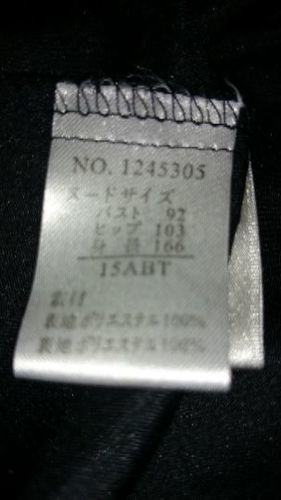 NO. 1245305
ヌードサイズ
バスト 92
ヒップ 103
身長 166
15ABT
表地 ポリエステル100%
裏地 ポリエステル100%